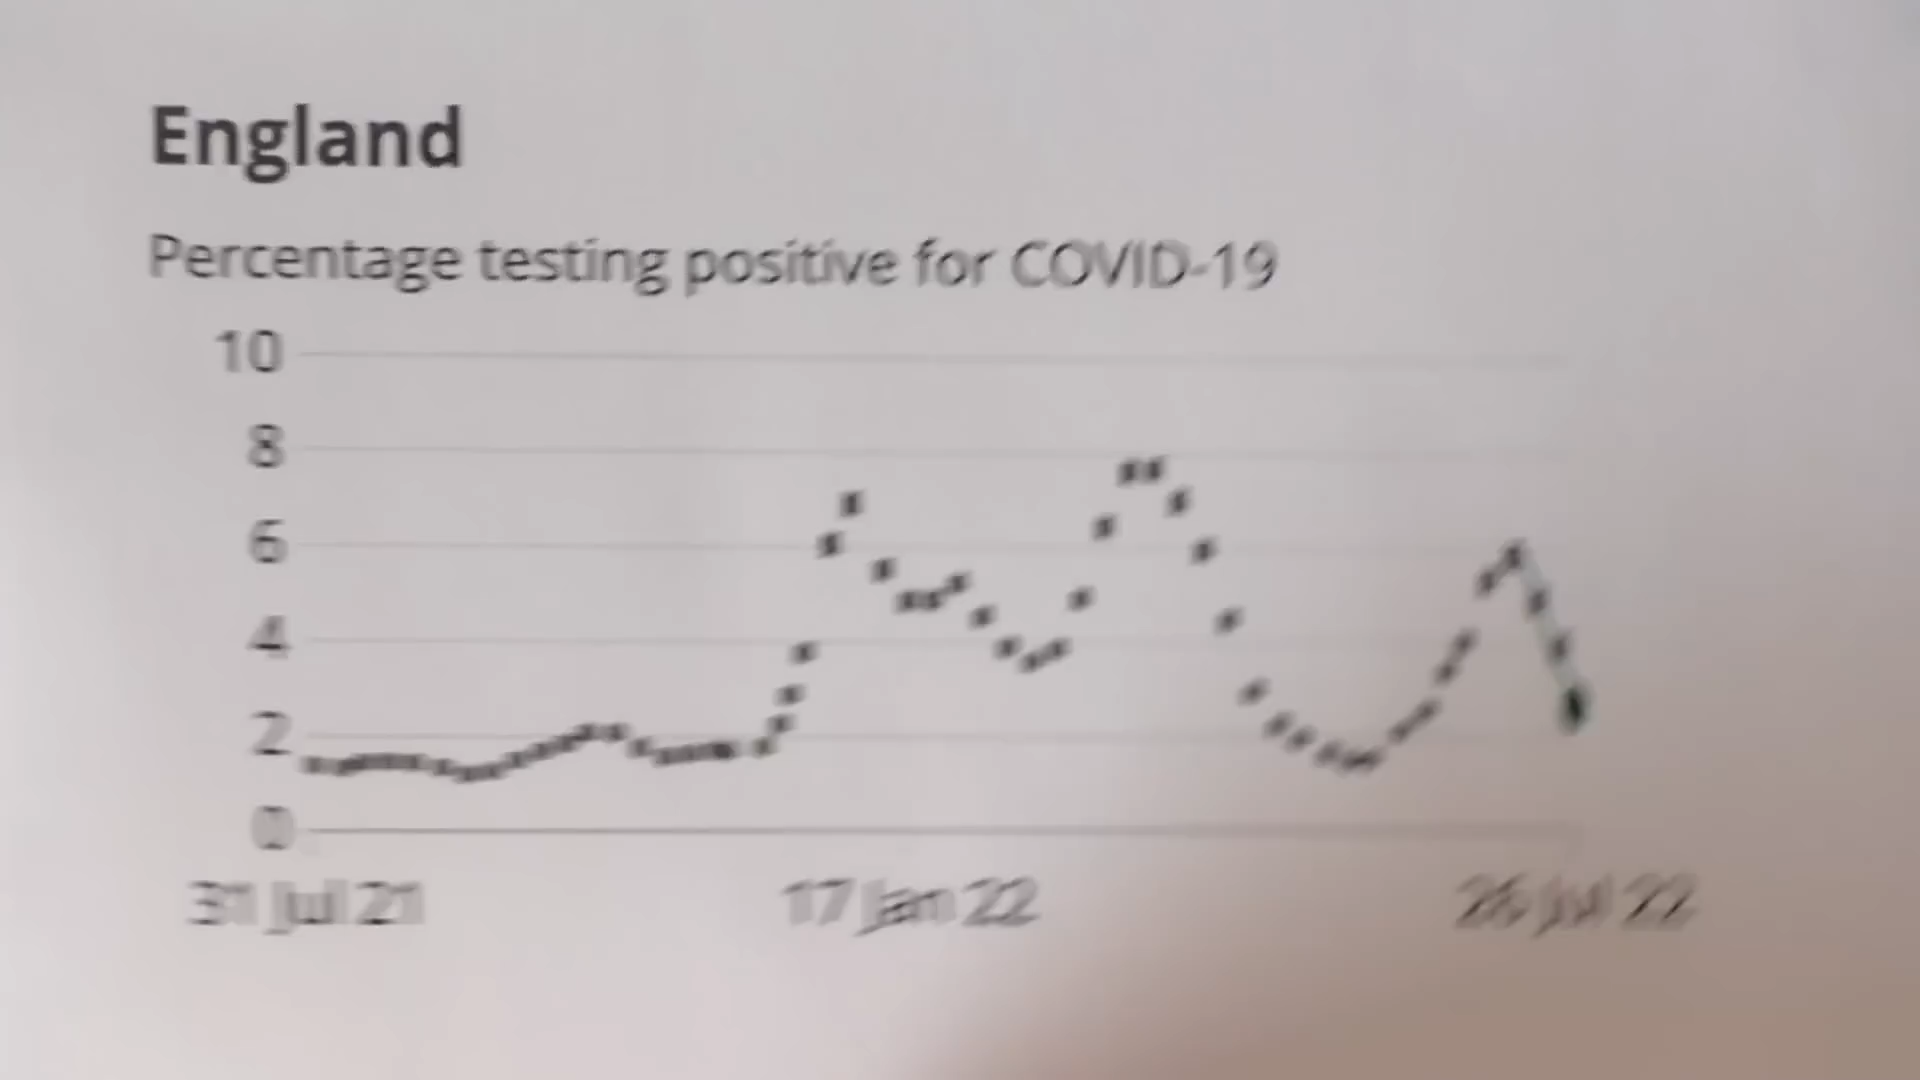 England
Percentage testing positive for COVID-19
10
8
6
4
2
0
31 Jul 21
17 Jan 22
26 Jul 22